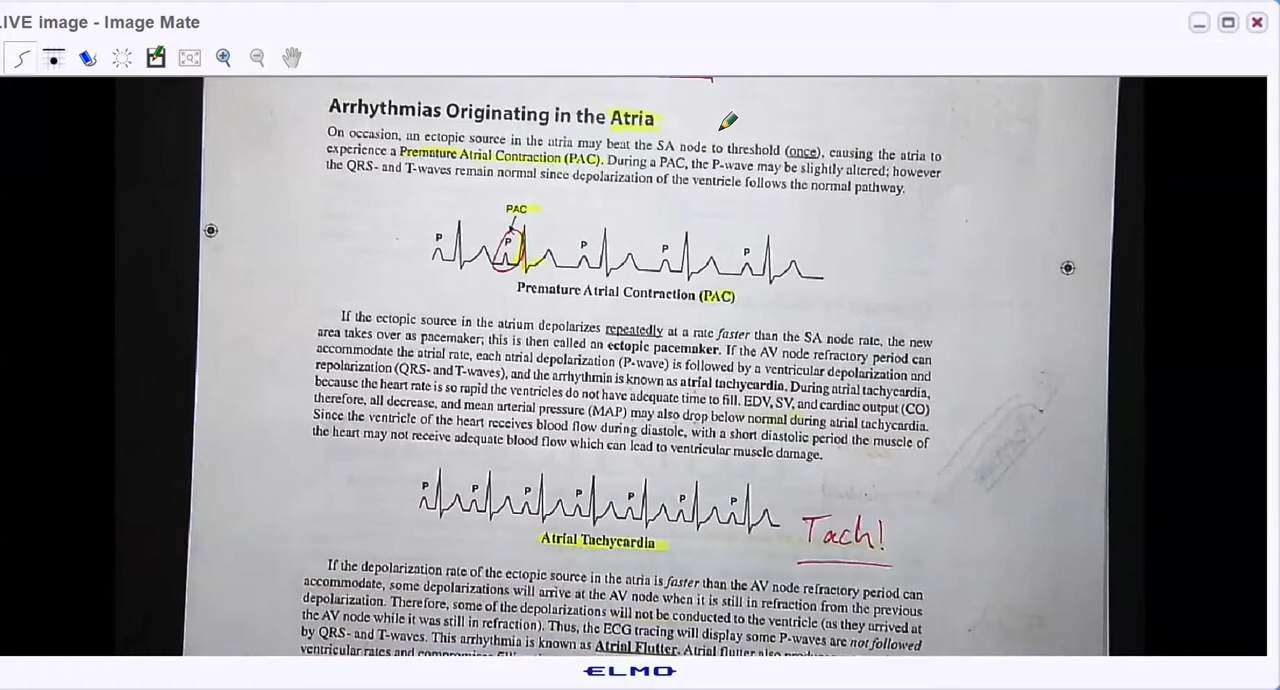 LIVE image - Image Mate
Arrhythmias Originating in the Atria
On occasion, an ectopic source in the atria may beat the SA node to threshold (once), causing the atria to
experience a Premature Atrial Contraction (PAC). During a PAC, the P-wave may be slightly altered; however
the QRS- and T-waves remain normal since depolarization of the ventricle follows the normal pathway.
PAC
P P P P P
Premature Atrial Contraction (PAC)
If the ectopic source in the atrium depolarizes repeatedly at a rate faster than the SA node rate, the new
area takes over as pacemaker; this is then called an ectopic pacemaker. If the AV node refractory period can
accommodate the atrial rate, each atrial depolarization (P-wave) is followed by a ventricular depolarization and
repolarization (QRS- and T-waves), and the arrhythmia is known as atrial tachycardia. During atrial tachycardia,
because the heart rate is so rapid the ventricles do not have adequate time to fill. EDV, SV, and cardiac output (CO)
therefore, all decrease, and mean arterial pressure (MAP) may also drop below normal during atrial tachycardia.
Since the ventricle of the heart receives blood flow during diastole, with a short diastolic period the muscle of
the heart may not receive adequate blood flow which can lead to ventricular muscle damage.
P P P P P P P
Tach!
Atrial Tachycardia
If the depolarization rate of the ectopic source in the atria is faster than the AV node refractory period can
accommodate, some depolarizations will arrive at the AV node when it is still in refraction from the previous
depolarization. Therefore, some of the depolarizations will not be conducted to the ventricle (as they arrived at
the AV node while it was still in refraction). Thus, the ECG tracing will display some P-waves are not followed
by QRS- and T-waves. This arrhythmia is known as Atrial Flutter. Atrial flutter also
ventricular rates and
ELMO